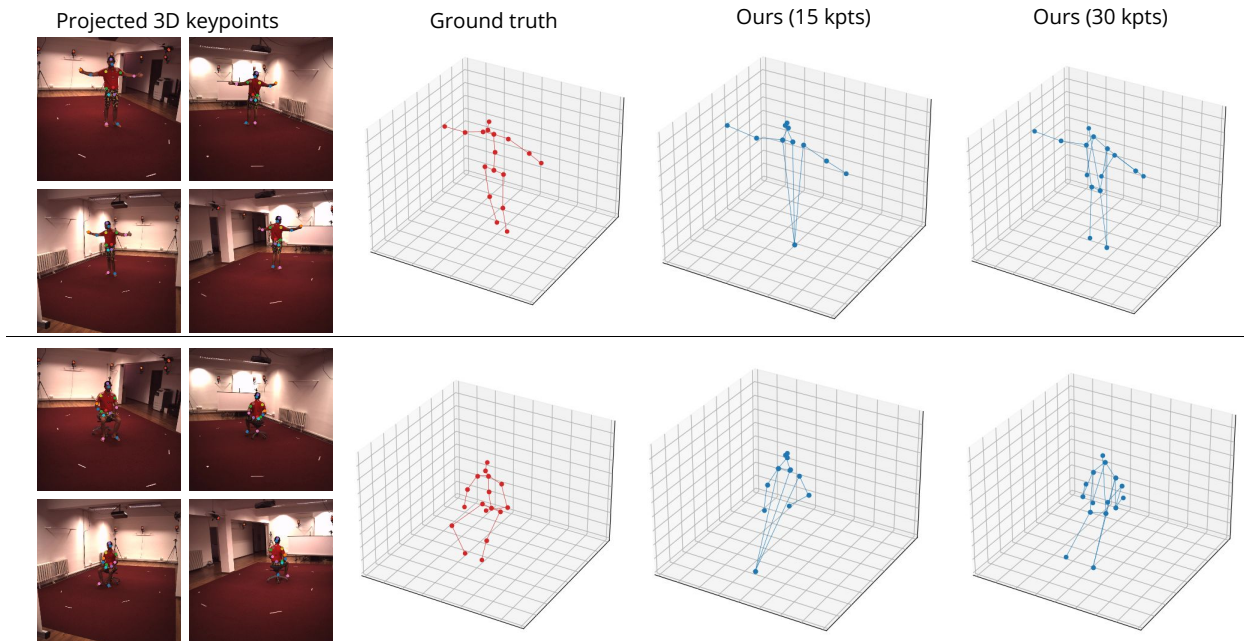 Projected 3D keypoints
Ground truth
Ours (15 kpts)
Ours (30 kpts)